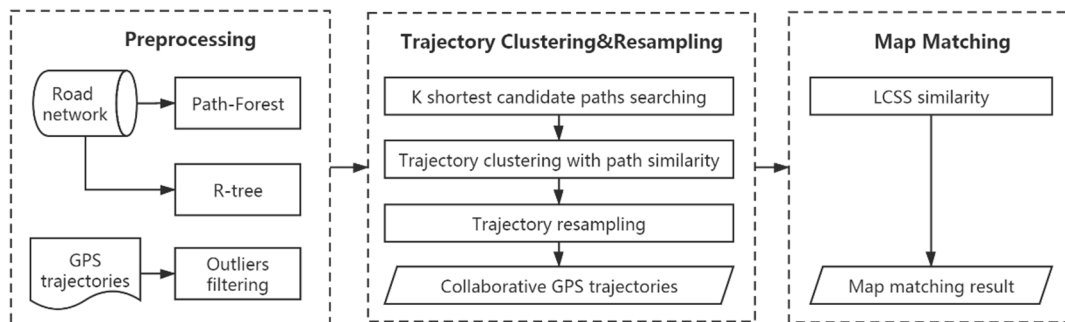 Preprocessing
Road
network
Path-Forest
R-tree
GPS
trajectories
Outliers
filtering
Trajectory Clustering&Resampling
K shortest candidate paths searching
Trajectory clustering with path similarity
Trajectory resampling
Collaborative GPS trajectories
Map Matching
LCSS similarity
Map matching result